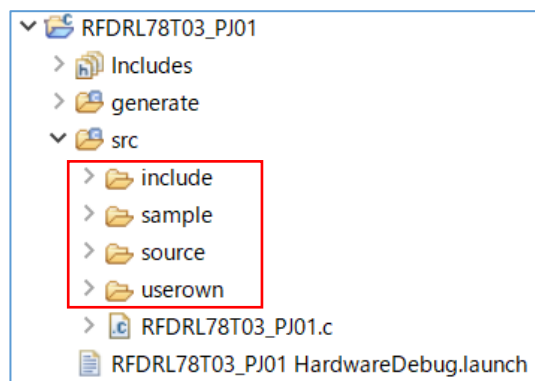 RFDRL78T03_PJ01
Includes
generate
src
include
sample
source
userown
RFDRL78T03_PJ01.c
RFDRL78T03_PJ01 HardwareDebug.launch